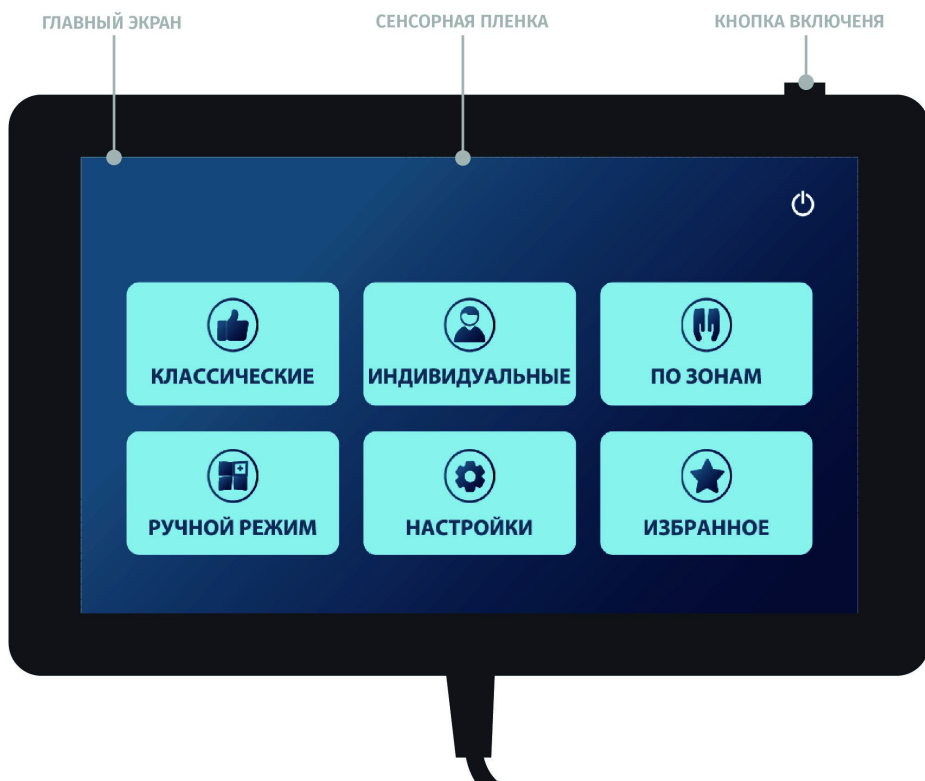 ГЛАВНЫЙ ЭКРАН
СЕНСОРНАЯ ПЛЕНКА
КНОПКА ВКЛЮЧЕНЯ
КЛАССИЧЕСКИЕ
ИНДИВИДУАЛЬНЫЕ
ПО ЗОНАМ
РУЧНОЙ РЕЖИМ
НАСТРОЙКИ
ИЗБРАННОЕ